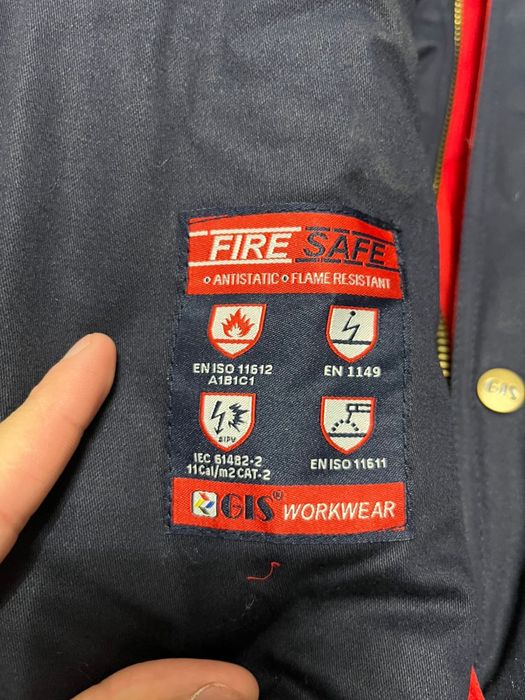 FIRE SAFE
ANTISTATIC FLAME RESISTANT
EN ISO 11612
A1B1C1
EN 1149
IEC 61482-2
11Cal/m2 CAT-2
EN ISO 11611
GIS® WORKWEAR
GAS